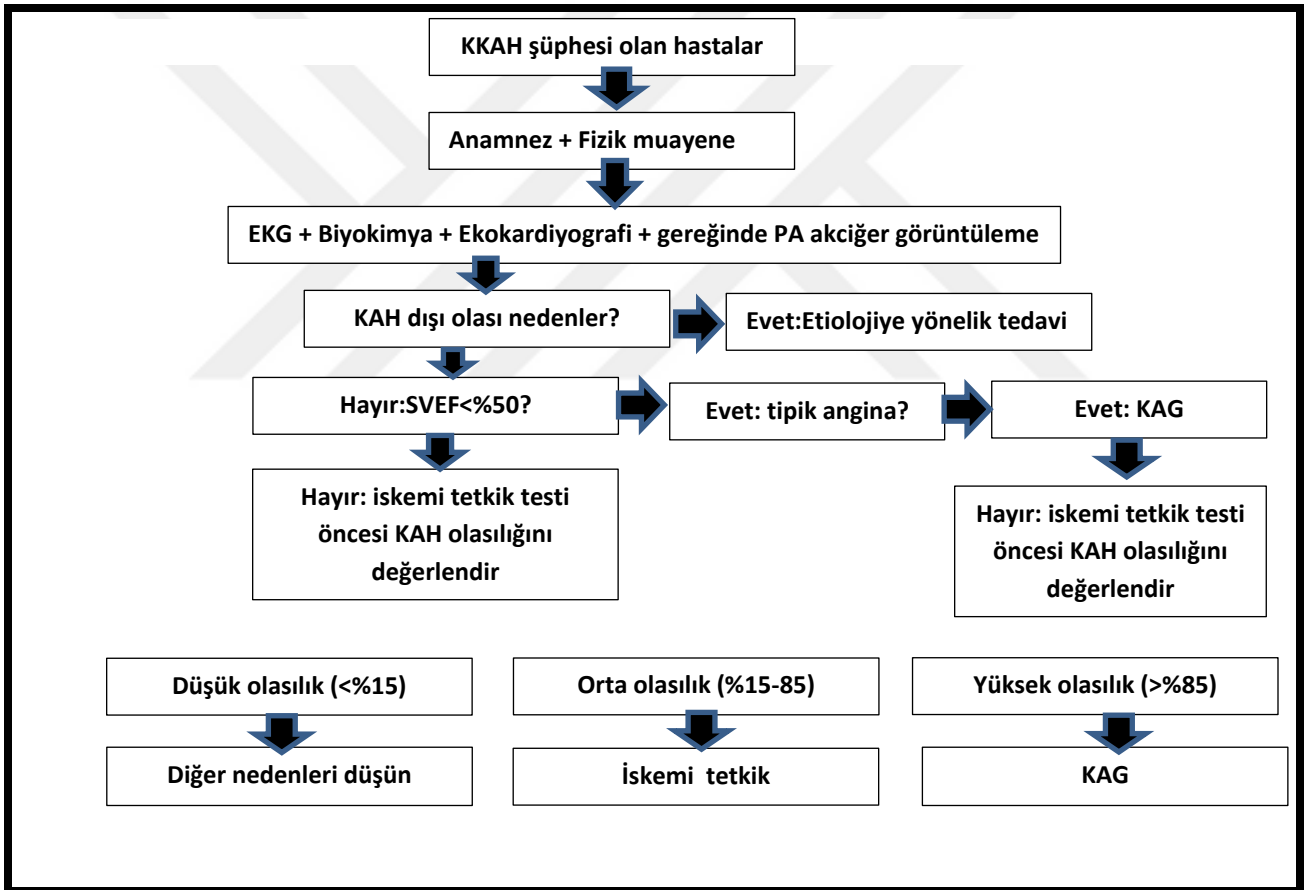 KKAH şüphesi olan hastalar
Anamnez + Fizik muayene
EKG + Biyokimya + Ekokardiyografi + gereğinde PA akciğer görüntüleme
KAH dışı olası nedenler?
Evet:Etiolojiye yönelik tedavi
Hayır:SVEF<%50?
Evet: tipik angina?
Evet: KAG
Hayır: iskemi tetkik testi
öncesi KAH olasılığını
değerlendir
Hayır: iskemi tetkik testi
öncesi KAH olasılığını
değerlendir
Düşük olasılık (<%15)
Orta olasılık (%15-85)
Yüksek olasılık (>%85)
Diğer nedenleri düşün
İskemi tetkik
KAG